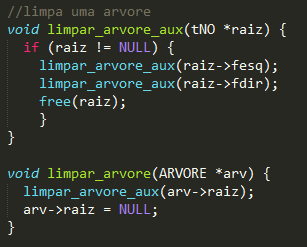 //limpa uma arvore
void limpar_arvore_aux(tNO *raiz) {
  if (raiz != NULL) {
    limpar_arvore_aux(raiz->fesq);
    limpar_arvore_aux(raiz->fdir);
    free(raiz);
    }
}

void limpar_arvore(ARVORE *arv) {
  limpar_arvore_aux(arv->raiz);
  arv->raiz = NULL;
}